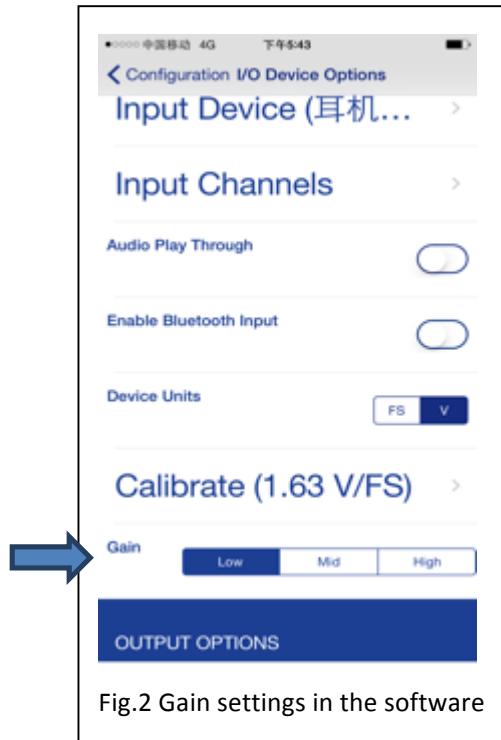 中国移动 4G 下午5:43
Configuration I/O Device Options
Input Device (耳机...
Input Channels
Audio Play Through
Enable Bluetooth Input
Device Units
FS V
Calibrate (1.63 V/FS)
Gain
Low Mid High
OUTPUT OPTIONS
Fig.2 Gain settings in the software